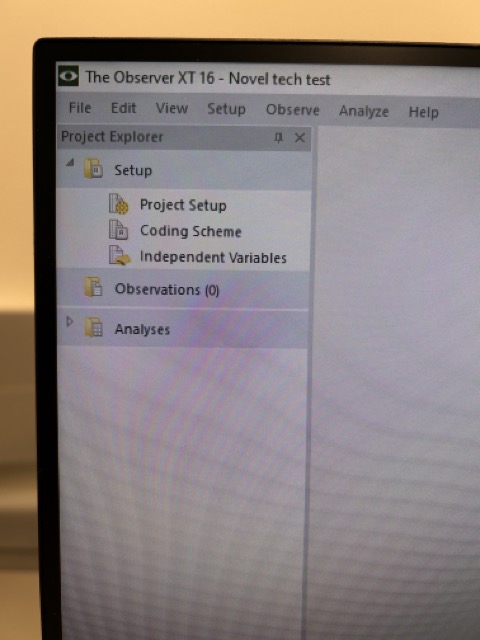 The Observer XT 16 - Novel tech test
File Edit View Setup Observe Analyze Help
Project Explorer
Setup
Project Setup
Coding Scheme
Independent Variables
Observations (0)
Analyses